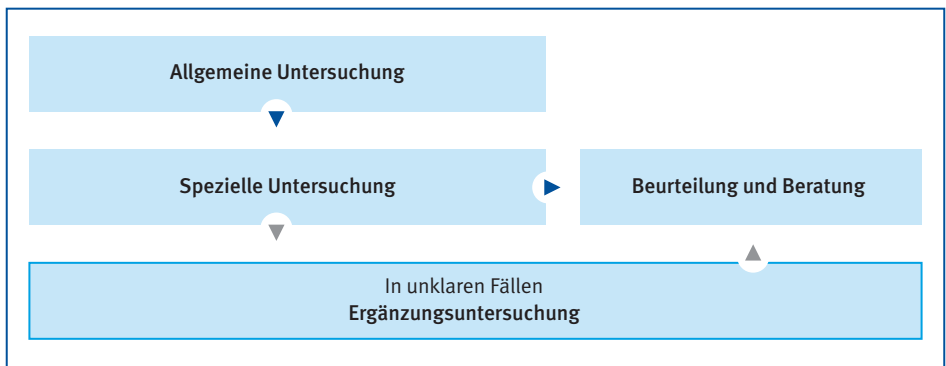 Allgemeine Untersuchung
Spezielle Untersuchung
Beurteilung und Beratung
In unklaren Fällen
Ergänzungsuntersuchung